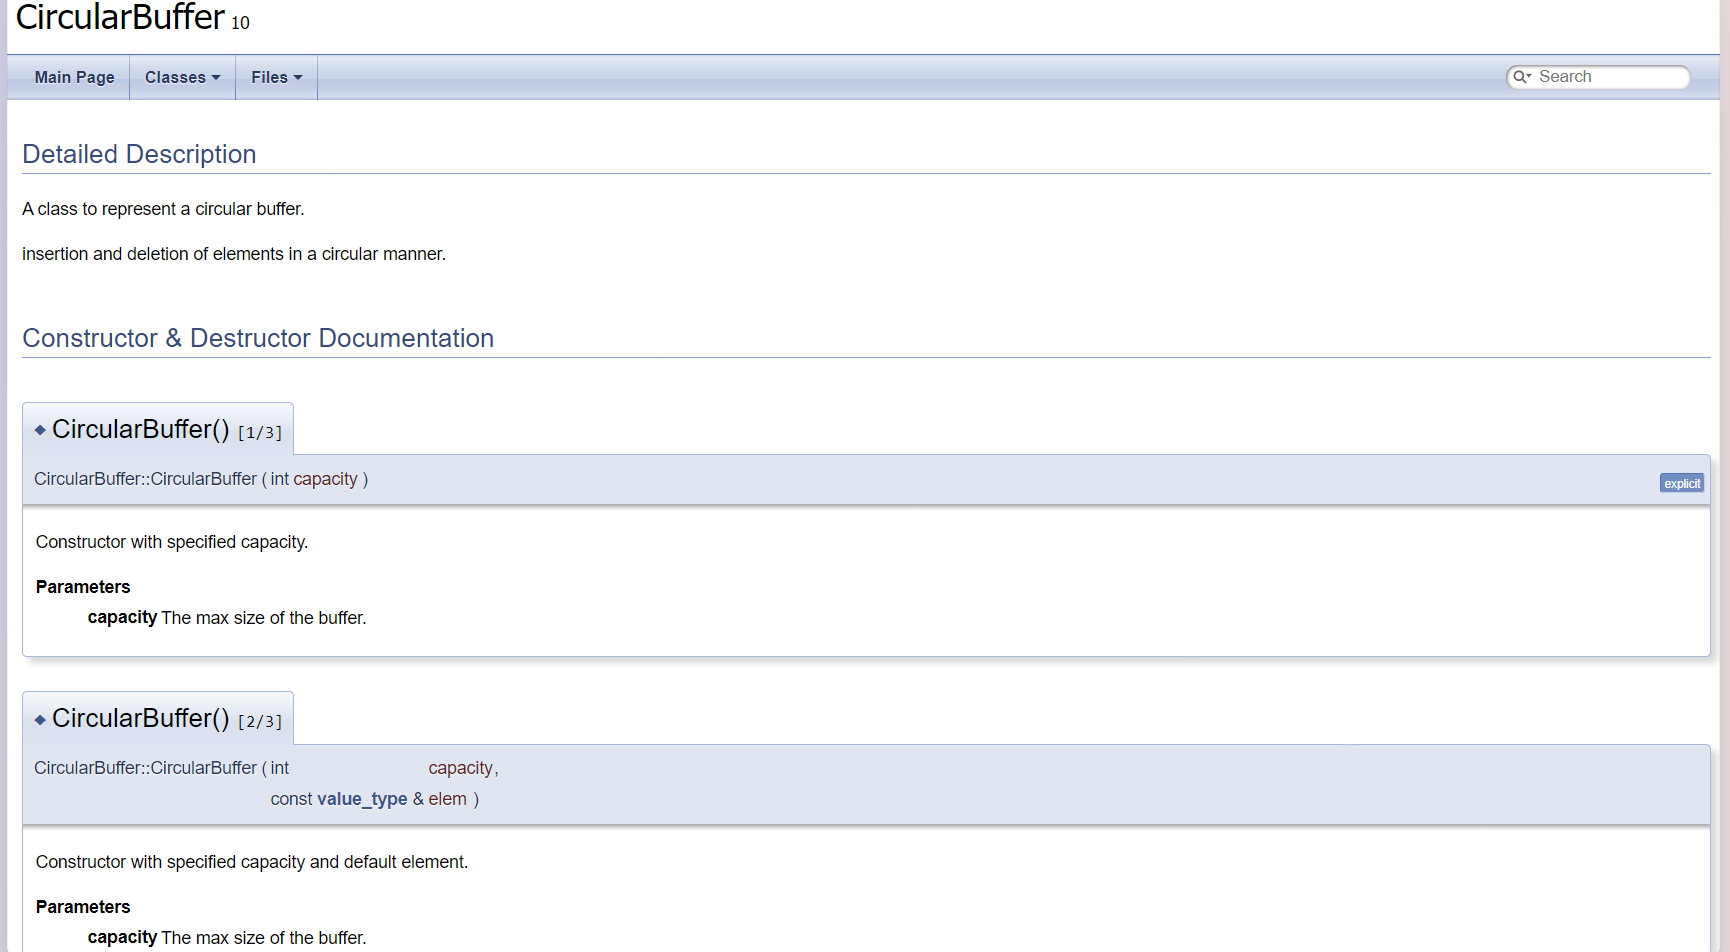 CircularBuffer 10
Main Page Classes Files Search
Detailed Description
A class to represent a circular buffer.
insertion and deletion of elements in a circular manner.
Constructor & Destructor Documentation
◆ CircularBuffer() [1/3]
CircularBuffer::CircularBuffer ( int capacity ) explicit
Constructor with specified capacity.
Parameters
capacity The max size of the buffer.
◆ CircularBuffer() [2/3]
CircularBuffer::CircularBuffer ( int capacity,
const value_type & elem )
Constructor with specified capacity and default element.
Parameters
capacity The max size of the buffer.